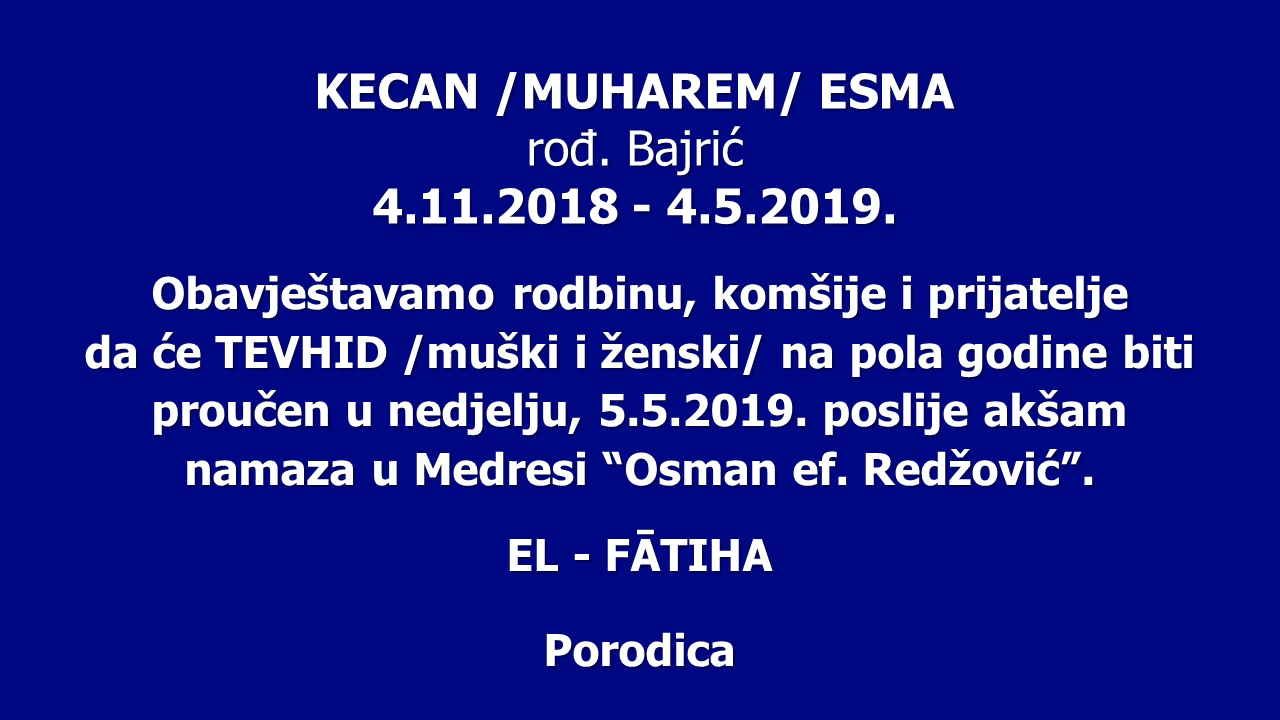 KECAN /MUHAREM/ ESMA
rođ. Bajrić
4.11.2018 - 4.5.2019.
Obavještavamo rodbinu, komšije i prijatelje
da će TEVHID /muški i ženski/ na pola godine biti
proučen u nedjelju, 5.5.2019. poslije akšam
namaza u Medresi “Osman ef. Redžović”.
EL - FĀTIHA
Porodica